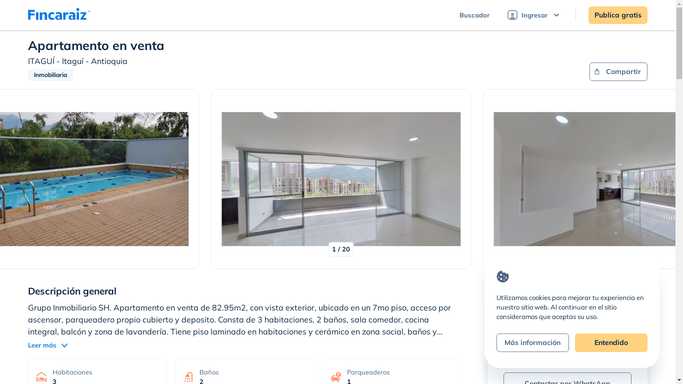 Fincaraiz
Buscador
Ingresar
Publica gratis
Apartamento en venta
ITAGUÍ - Itaguí - Antioquia
Inmobiliaria
Compartir
1 / 20
Descripción general
Grupo Inmobiliario SH. Apartamento en venta de 82.95m2, con vista exterior, ubicado en un 7mo piso, acceso por
ascensor, parqueadero propio cubierto y deposito. Consta de 3 habitaciones, 2 baños, sala comedor, cocina
integral, balcón y zona de lavandería. Tiene piso laminado en habitaciones y cerámico en zona social, baños y...
Leer más
Habitaciones
3
Baños
2
Parqueaderos
1
Utilizamos cookies para mejorar tu experiencia en
nuestro sitio web. Al continuar en el sitio
consideramos que aceptas su uso.
Más información
Entendido
Contactar por WhatsApp